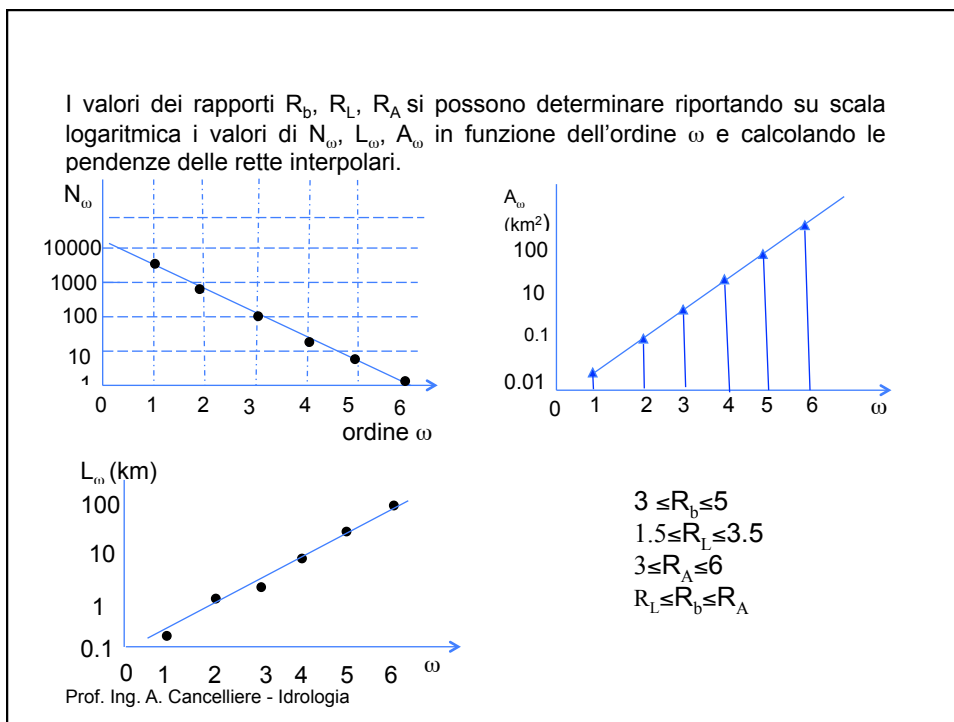 I valori dei rapporti R_b, R_L, R_A si possono determinare riportando su scala
logaritmica i valori di N_ω, L_ω, A_ω in funzione dell'ordine ω e calcolando le
pendenze delle rette interpolari.
N_ω
10000
1000
100
10
1
0 1 2 3 4 5 6
ordine ω
A_ω
(km²)
100
10
0.1
0.01
0 1 2 3 4 5 6 ω
L_ω (km)
100
10
1
0.1
0 1 2 3 4 5 6 ω
3 ≤R_b≤5
1.5≤R_L≤3.5
3≤R_A≤6
R_L≤R_b≤R_A
Prof. Ing. A. Cancelliere - Idrologia